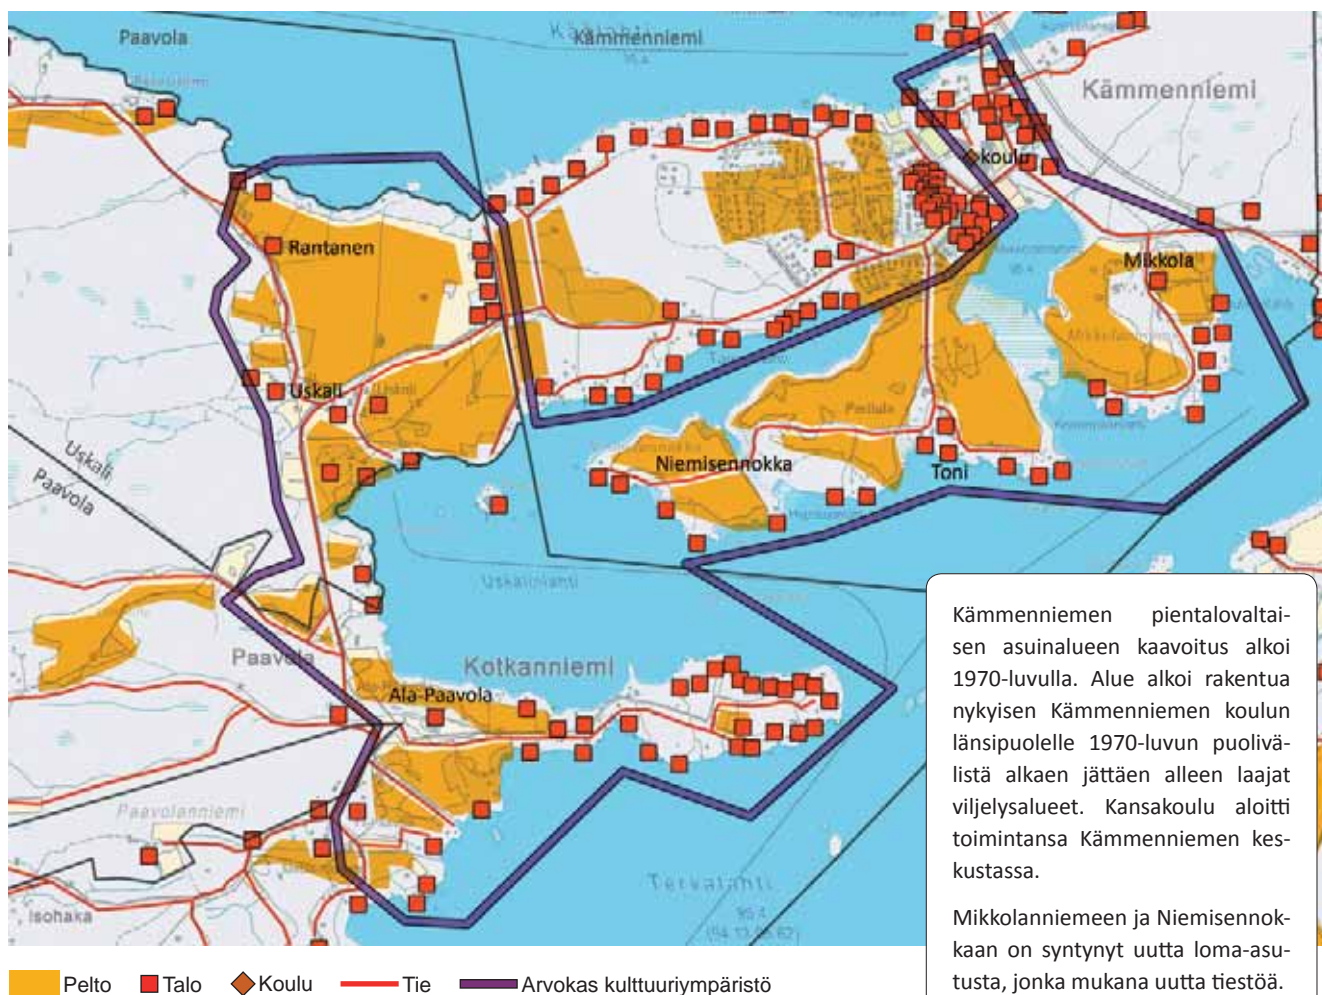 Paavola
Kämmenniemi
Kämmenniemi
koulu
Rantanen
Mikkola
Uskali
Niemisennokka
Toni
Uskali
Paavola
Uskalinlahti
Paavola
Kotkanniemi
Ala-Paavola
Paavolanniemi
Tervalahti
95.4
Isohaka
Kämmenniemen pientalovaltai-
sen asuinalueen kaavoitus alkoi
1970-luvulla. Alue alkoi rakentua
nykyisen Kämmenniemen koulun
länsipuolelle 1970-luvun puolivä-
listä alkaen jättäen alleen laajat
viljelysalueet. Kansakoulu aloitti
toimintansa Kämmenniemen kes-
kustassa.
Mikkolanniemeen ja Niemisennok-
kaan on syntynyt uutta loma-asu-
tusta, jonka mukana uutta tiestöä.
Pelto Talo Koulu Tie Arvokas kulttuuriympäristö